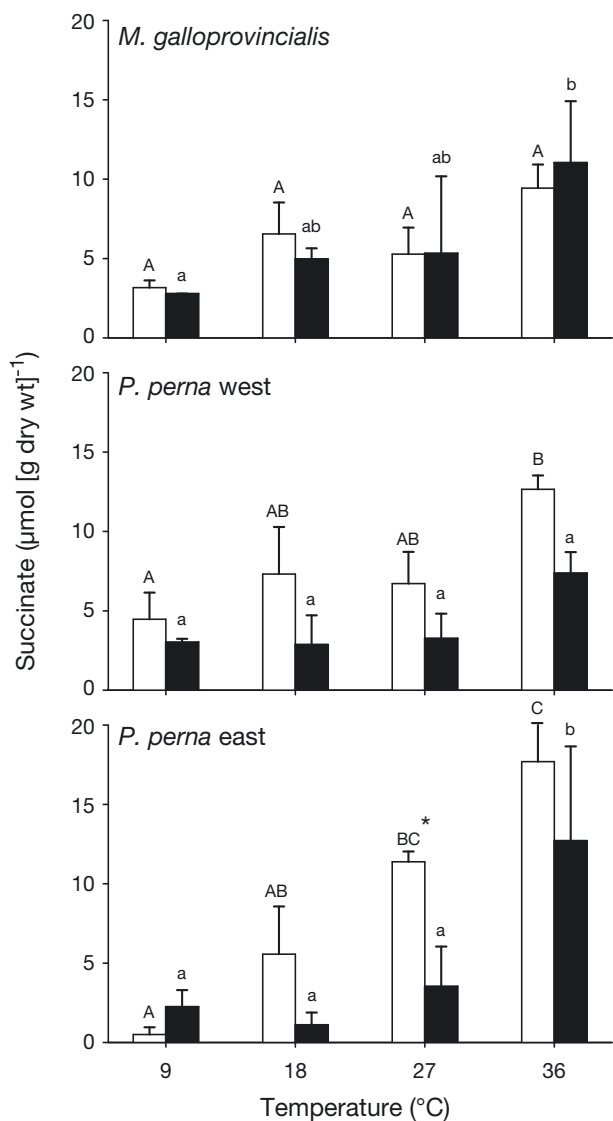 Succinate (µmol [g dry wt]⁻¹)
M. galloprovincialis
20
15
10
5
0
A a
A ab
A ab
A b
P. perna west
20
15
10
5
0
A a
AB a
AB a
B a
P. perna east
20
15
10
5
0
A a
AB a
BC * a
C b
9 18 27 36
Temperature (°C)